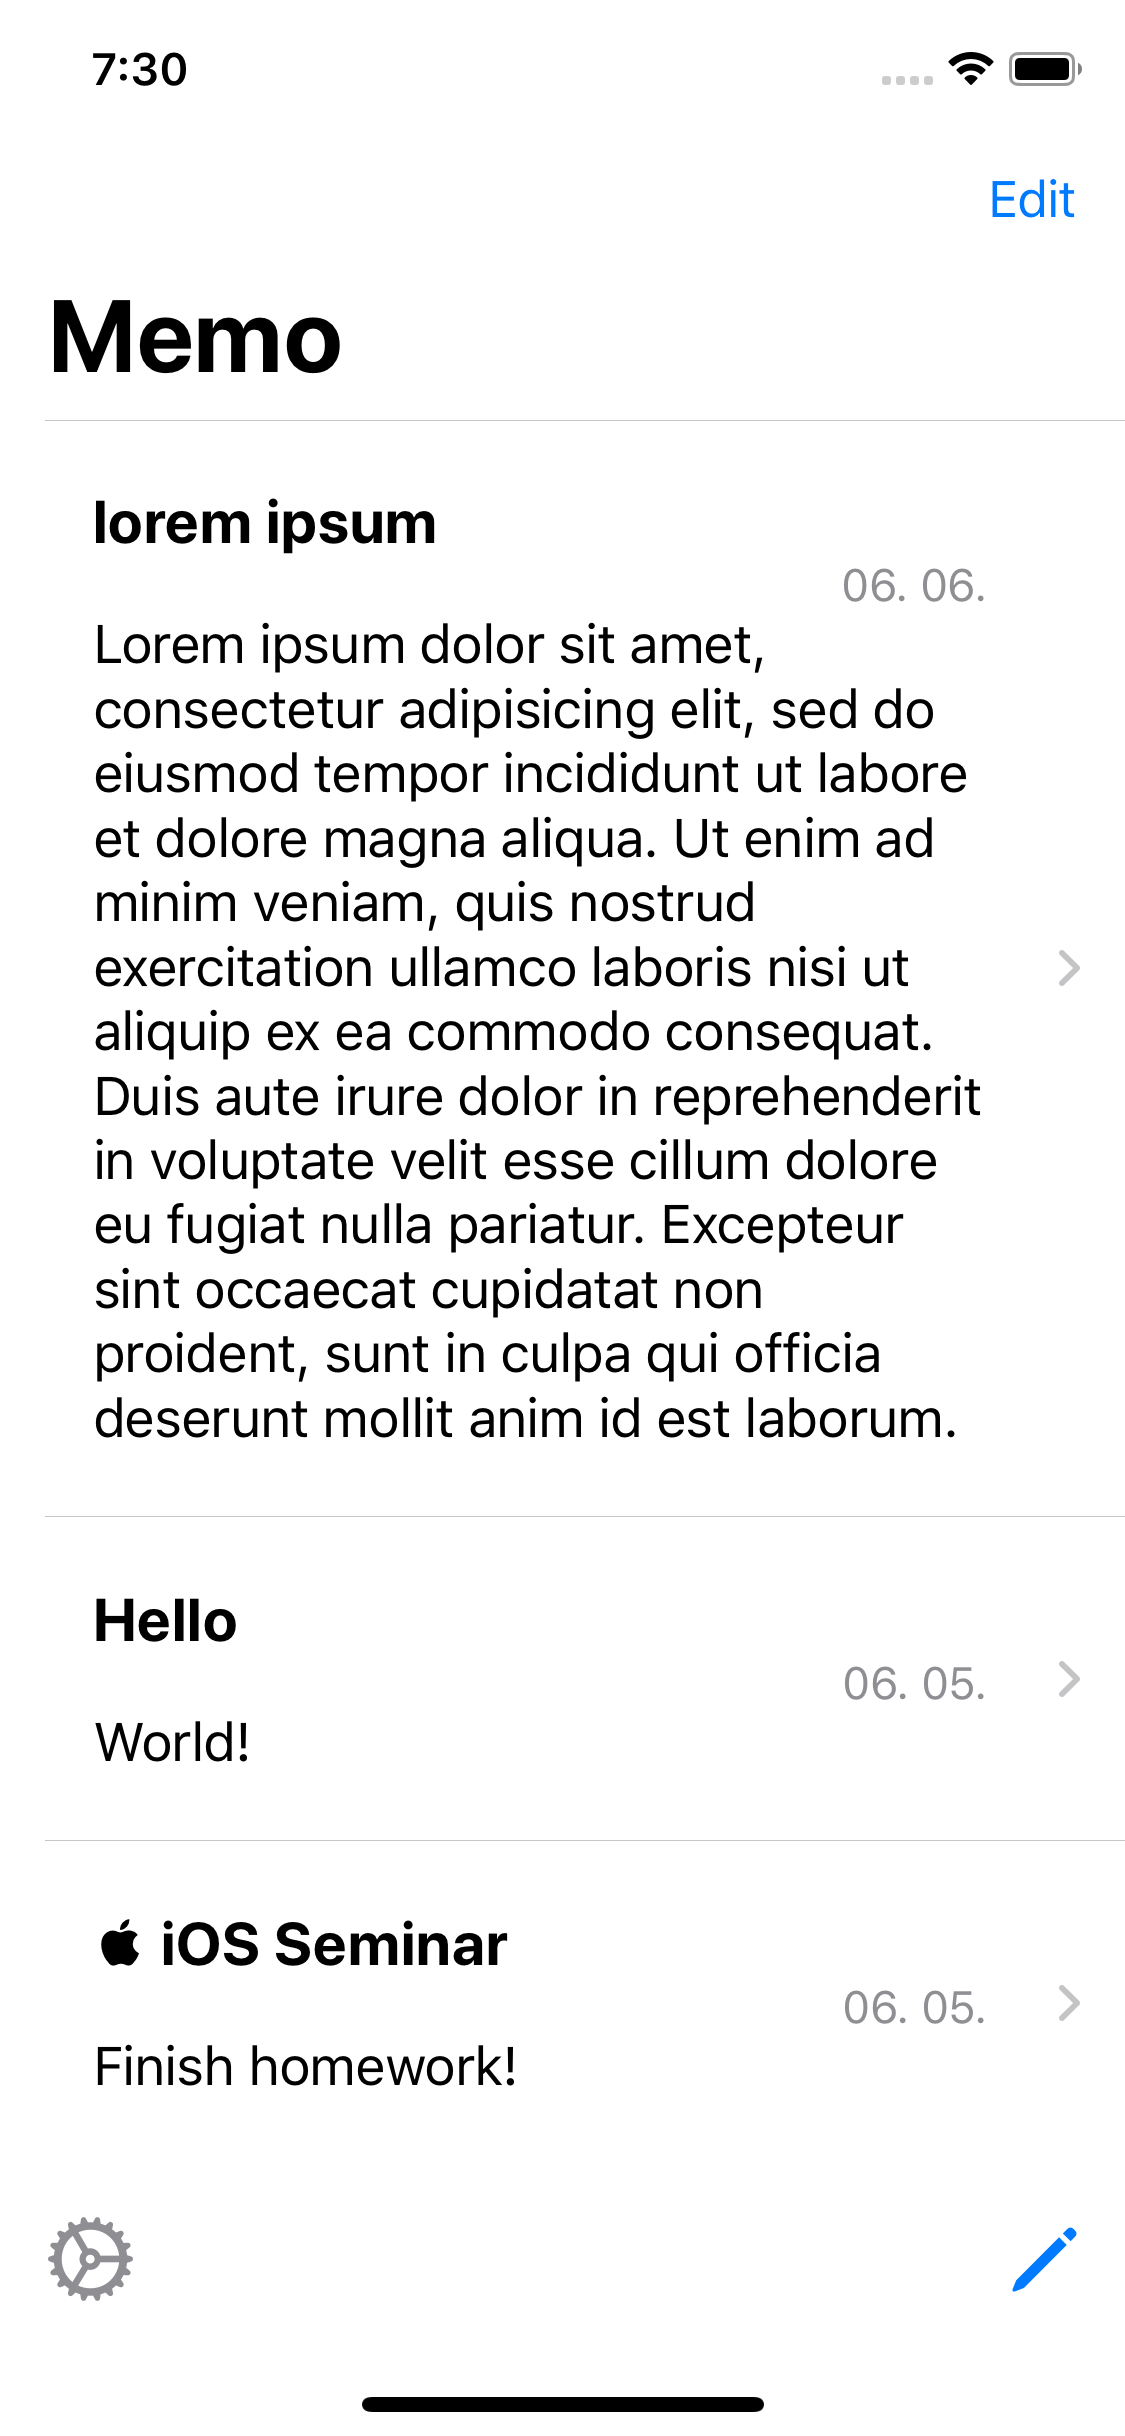 7:30
Edit
Memo
lorem ipsum
06. 06.
Lorem ipsum dolor sit amet,
consectetur adipisicing elit, sed do
eiusmod tempor incididunt ut labore
et dolore magna aliqua. Ut enim ad
minim veniam, quis nostrud
exercitation ullamco laboris nisi ut
aliquip ex ea commodo consequat.
Duis aute irure dolor in reprehenderit
in voluptate velit esse cillum dolore
eu fugiat nulla pariatur. Excepteur
sint occaecat cupidatat non
proident, sunt in culpa qui officia
deserunt mollit anim id est laborum.
Hello
06. 05.
World!
iOS Seminar
06. 05.
Finish homework!